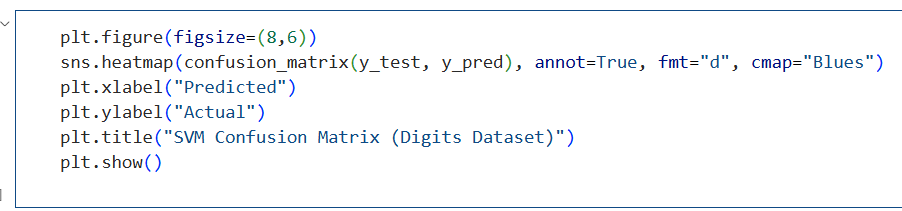 plt.figure(figsize=(8,6))
sns.heatmap(confusion_matrix(y_test, y_pred), annot=True, fmt="d", cmap="Blues")
plt.xlabel("Predicted")
plt.ylabel("Actual")
plt.title("SVM Confusion Matrix (Digits Dataset)")
plt.show()